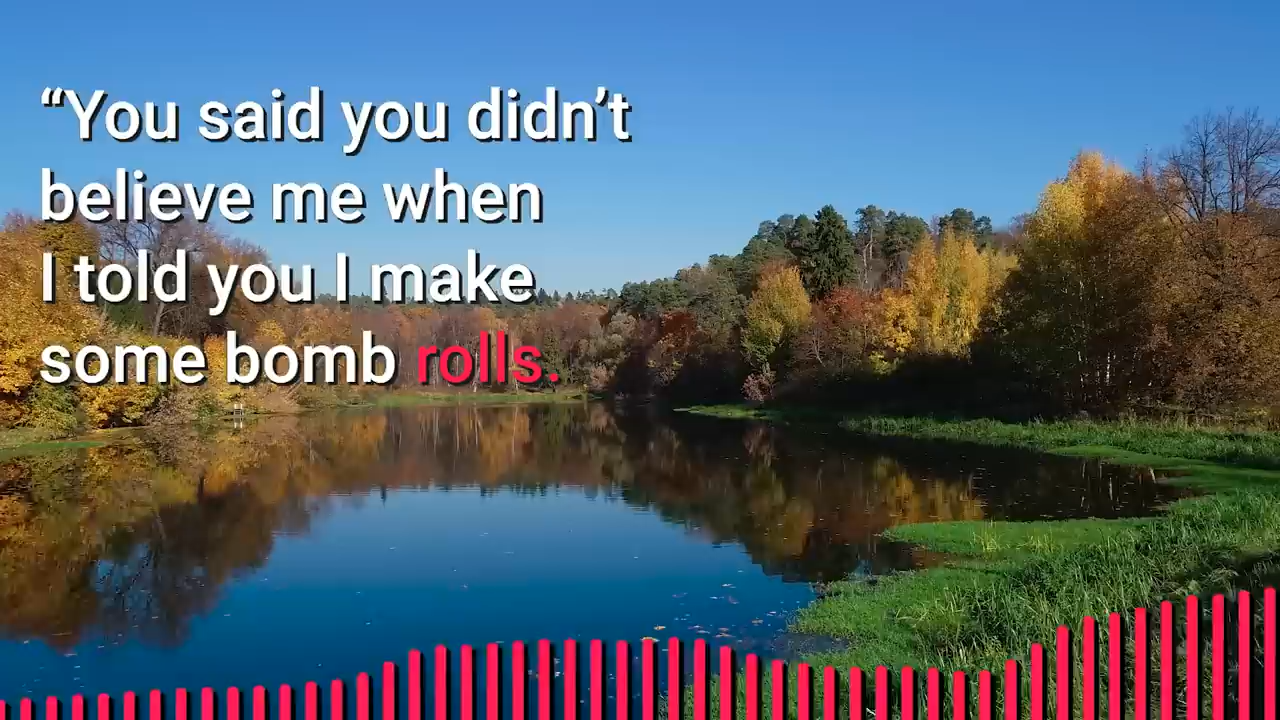 “You said you didn’t
believe me when
I told you I make
some bomb rolls.